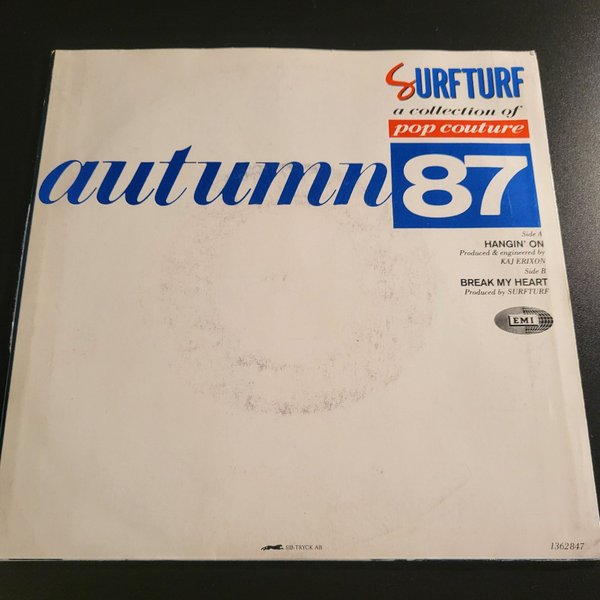 SURFTURF
a collection of
pop couture
autumn 87
Side A
HANGIN' ON
Produced & engineered by
KAJ ERIXON
Side B
BREAK MY HEART
Produced by SURFTURF
EMI
SIB-TRYCK AB
1362847